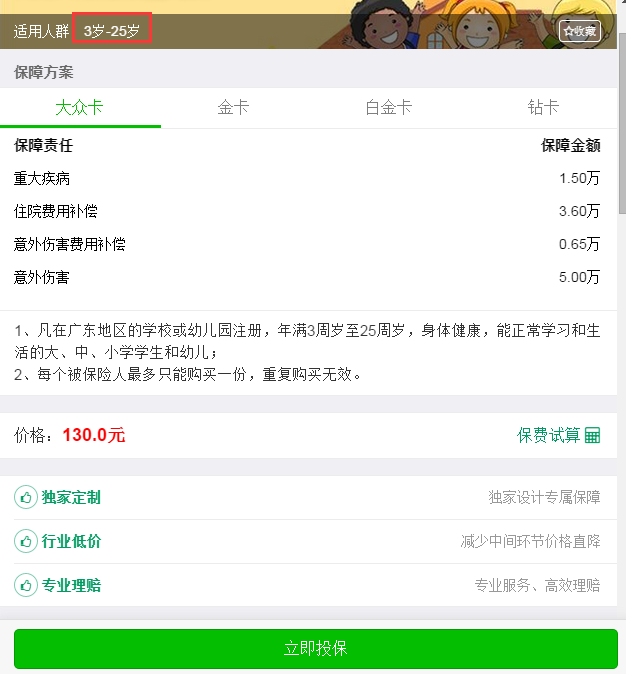 适用人群 3岁-25岁 收藏
保障方案
大众卡 金卡 白金卡 钻卡
保障责任 保障金额
重大疾病 1.50万
住院费用补偿 3.60万
意外伤害费用补偿 0.65万
意外伤害 5.00万
1、凡在广东地区的学校或幼儿园注册，年满3周岁至25周岁，身体健康，能正常学习和生
活的大、中、小学学生和幼儿；
2、每个被保险人最多只能购买一份，重复购买无效。
价格：130.0元 保费试算
独家定制 独家设计专属保障
行业低价 减少中间环节价格直降
专业理赔 专业服务、高效理赔
立即投保